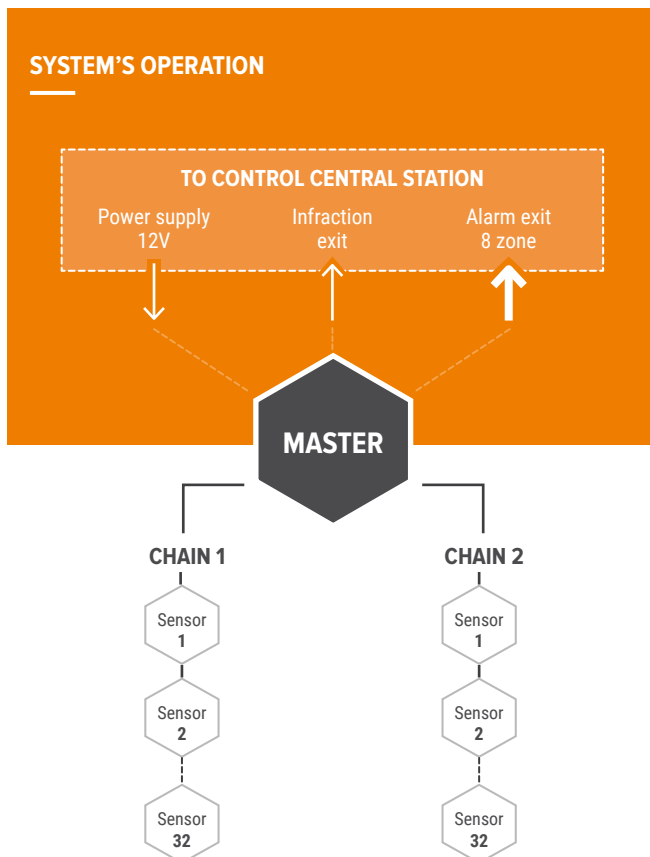 SYSTEM'S OPERATION
TO CONTROL CENTRAL STATION
Power supply
12V
Infraction
exit
Alarm exit
8 zone
MASTER
CHAIN 1
CHAIN 2
Sensor
1
Sensor
1
Sensor
2
Sensor
2
Sensor
32
Sensor
32